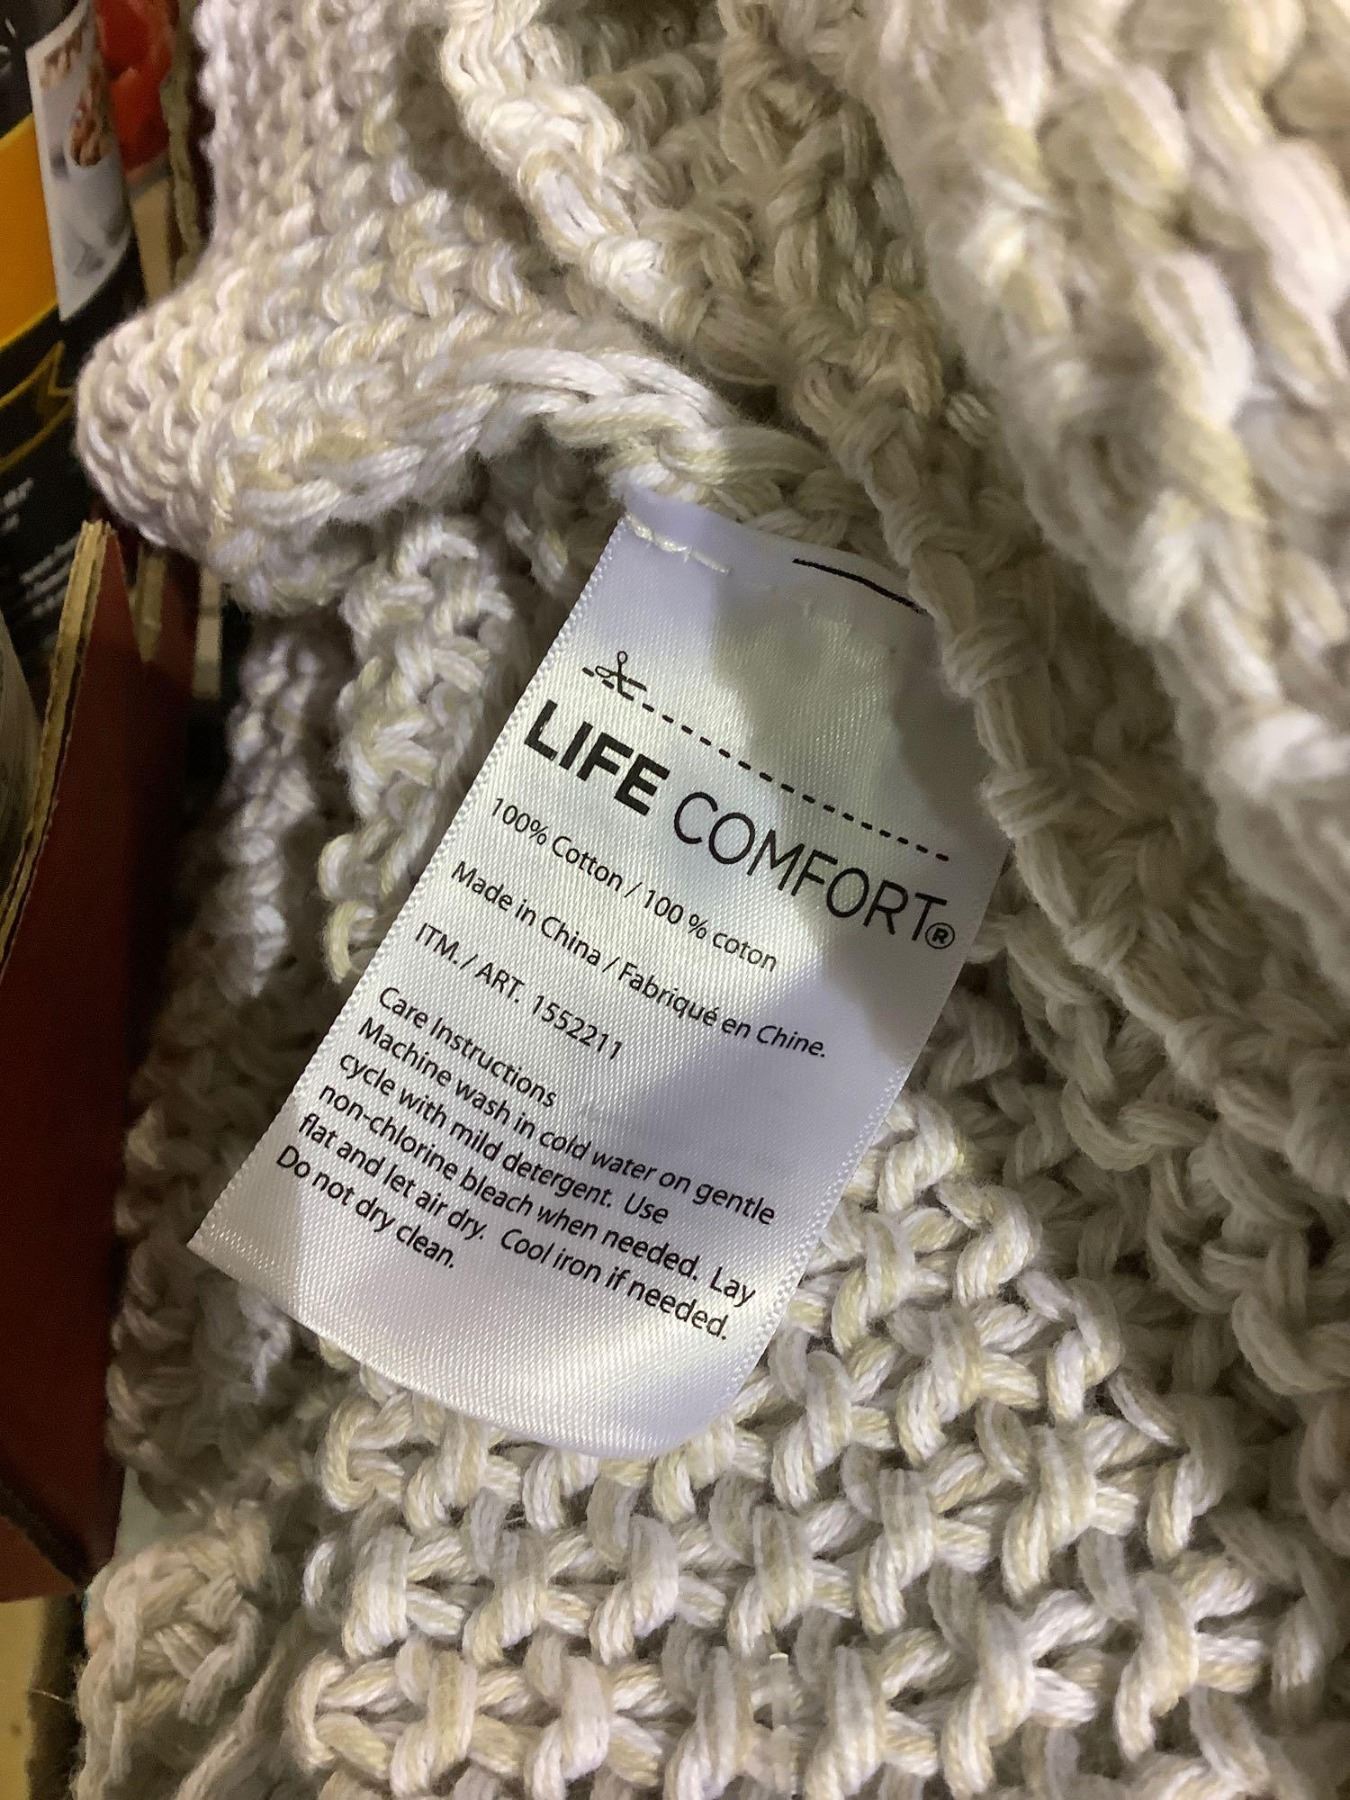 LIFE COMFORT®
100% Cotton / 100 % coton
Made in China / Fabriqué en Chine.
ITM. / ART. 1552211
Care Instructions
Machine wash in cold water on gentle
cycle with mild detergent. Use
non-chlorine bleach when needed. Lay
flat and let air dry. Cool iron if needed.
Do not dry clean.